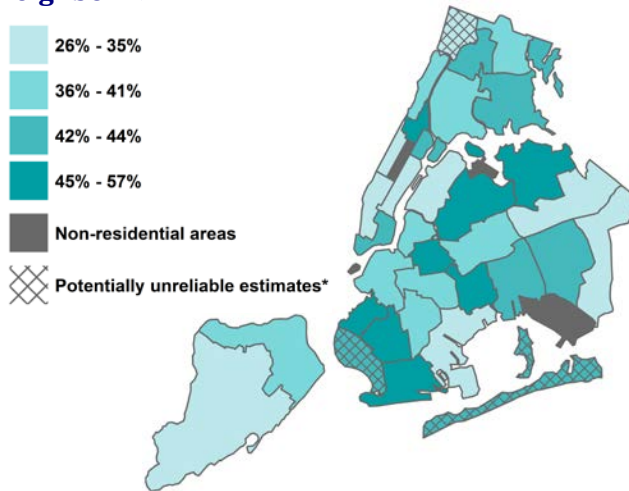 26% - 35%
36% - 41%
42% - 44%
45% - 57%
Non-residential areas
Potentially unreliable estimates*